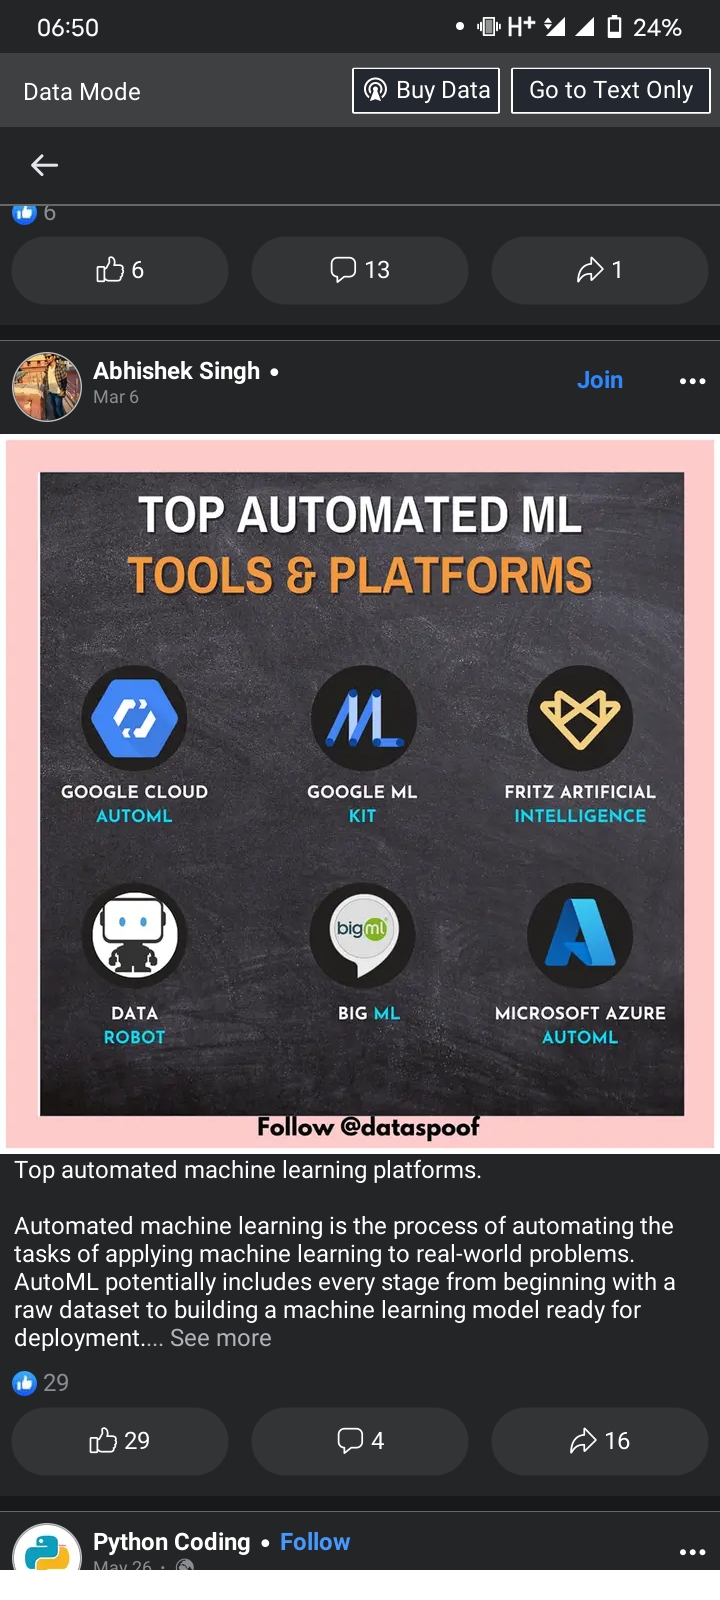 06:50 H+ 24%
Data Mode Buy Data Go to Text Only
6
6 13 1
Abhishek Singh • Join
Mar 6
TOP AUTOMATED ML
TOOLS & PLATFORMS
GOOGLE CLOUD
AUTOML
GOOGLE ML
KIT
FRITZ ARTIFICIAL
INTELLIGENCE
bigml
DATA
ROBOT
BIG ML
MICROSOFT AZURE
AUTOML
Follow @dataspoof
Top automated machine learning platforms.
Automated machine learning is the process of automating the
tasks of applying machine learning to real-world problems.
AutoML potentially includes every stage from beginning with a
raw dataset to building a machine learning model ready for
deployment.... See more
29
29 4 16
Python Coding • Follow
May 26 ·